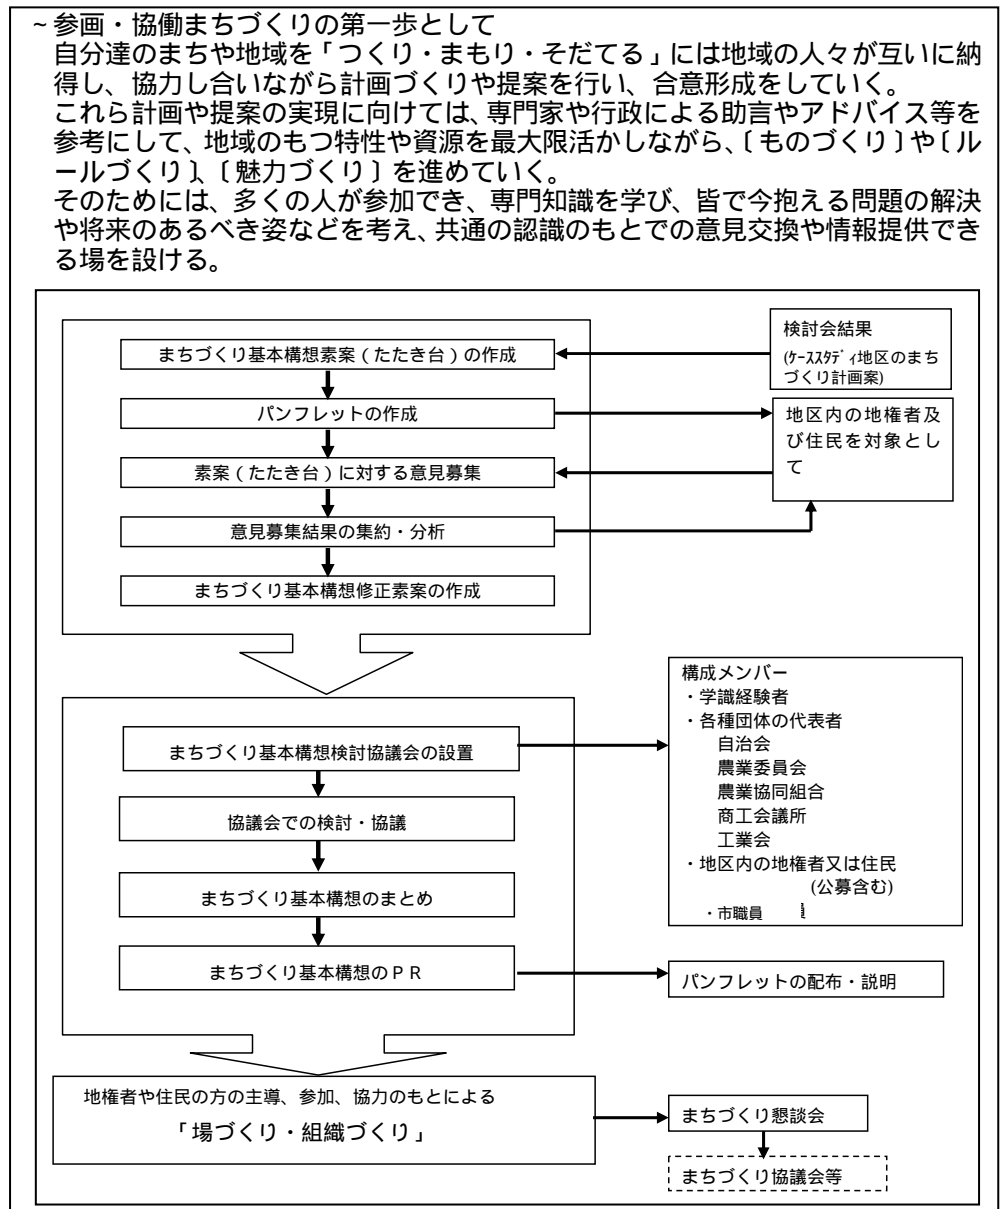 ~参画・協働まちづくりの第一歩として
自分達のまちや地域を「つくり・まもり・そだてる」には地域の人々が互いに納
得し、協力し合いながら計画づくりや提案を行い、合意形成をしていく。
これら計画や提案の実現に向けては、専門家や行政による助言やアドバイス等を
参考にして、地域のもつ特性や資源を最大限活かしながら、〔ものづくり〕や〔ル
ールづくり〕、〔魅力づくり〕を進めていく。
そのためには、多くの人が参加でき、専門知識を学び、皆で今抱える問題の解決
や将来のあるべき姿などを考え、共通の認識のもとでの意見交換や情報提供でき
る場を設ける。
まちづくり基本構想素案(たたき台)の作成
検討会結果
(ｹｰｽｽﾀﾃﾞｨ地区のまち
づくり計画案)
パンフレットの作成
地区内の地権者及
び住民を対象とし
て
素案(たたき台)に対する意見募集
意見募集結果の集約・分析
まちづくり基本構想修正素案の作成
まちづくり基本構想検討協議会の設置
構成メンバー
・学識経験者
・各種団体の代表者
自治会
農業委員会
農業協同組合
商工会議所
工業会
・地区内の地権者又は住民
(公募含む)
・市職員
協議会での検討・協議
まちづくり基本構想のまとめ
まちづくり基本構想のPR
パンフレットの配布・説明
地権者や住民の方の主導、参加、協力のもとによる
「場づくり・組織づくり」
まちづくり懇談会
まちづくり協議会等